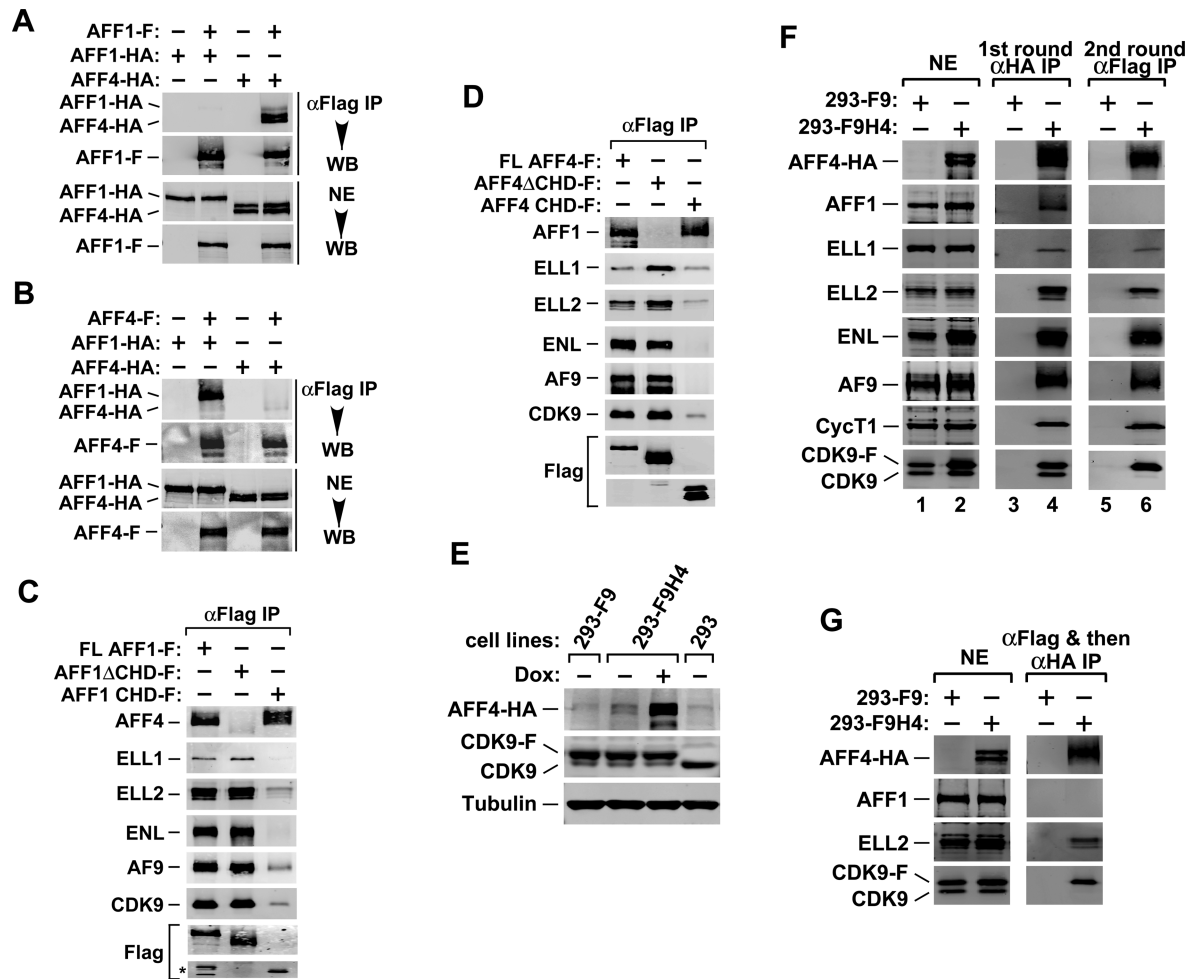 A
AFF1-F: – + – +
AFF1-HA: + + – –
AFF4-HA: – – + +
AFF1-HA
AFF4-HA
AFF1-F
αFlag IP
WB
AFF1-HA
AFF4-HA
AFF1-F
NE
WB
B
AFF4-F: – + – +
AFF1-HA: + + – –
AFF4-HA: – – + +
AFF1-HA
AFF4-HA
AFF4-F
αFlag IP
WB
AFF1-HA
AFF4-HA
AFF4-F
NE
WB
C
αFlag IP
FL AFF1-F: + – –
AFF1ΔCHD-F: – + –
AFF1 CHD-F: – – +
AFF4
ELL1
ELL2
ENL
AF9
CDK9
Flag
*
D
αFlag IP
FL AFF4-F: + – –
AFF4ΔCHD-F: – + –
AFF4 CHD-F: – – +
AFF1
ELL1
ELL2
ENL
AF9
CDK9
Flag
E
cell lines: 293-F9 293-F9H4 293
Dox: – – + –
AFF4-HA
CDK9-F
CDK9
Tubulin
F
NE
1st round
αHA IP
2nd round
αFlag IP
293-F9: + – + – + –
293-F9H4: – + – + – +
AFF4-HA
AFF1
ELL1
ELL2
ENL
AF9
CycT1
CDK9-F
CDK9
1 2 3 4 5 6
G
NE
αFlag & then
αHA IP
293-F9: + – + –
293-F9H4: – + – +
AFF4-HA
AFF1
ELL2
CDK9-F
CDK9